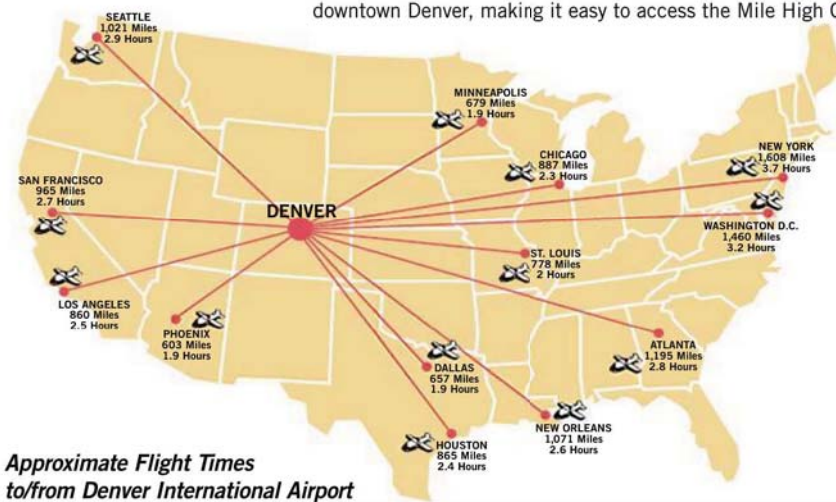 downtown Denver, making it easy to access the Mile High
SEATTLE
1,021 Miles
2.9 Hours
MINNEAPOLIS
679 Miles
1.9 Hours
CHICAGO
887 Miles
2.3 Hours
NEW YORK
1,608 Miles
3.7 Hours
SAN FRANCISCO
965 Miles
2.7 Hours
DENVER
WASHINGTON D.C.
1,460 Miles
3.2 Hours
ST. LOUIS
778 Miles
2 Hours
LOS ANGELES
860 Miles
2.5 Hours
PHOENIX
603 Miles
1.9 Hours
DALLAS
657 Miles
1.9 Hours
ATLANTA
1,195 Miles
2.8 Hours
NEW ORLEANS
1,071 Miles
2.6 Hours
HOUSTON
865 Miles
2.4 Hours
Approximate Flight Times
to/from Denver International Airport